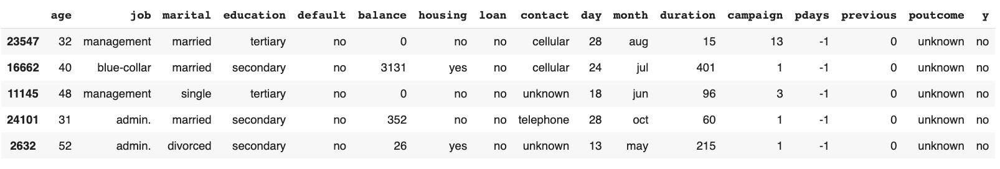 age job marital education default balance housing loan contact day month duration campaign pdays previous poutcome y
23547 32 management married tertiary no 0 no no cellular 28 aug 15 13 -1 0 unknown no
16662 40 blue-collar married secondary no 3131 yes no cellular 24 jul 401 1 -1 0 unknown no
11145 48 management single tertiary no 0 no no unknown 18 jun 96 3 -1 0 unknown no
24101 31 admin. married secondary no 352 no no telephone 28 oct 60 1 -1 0 unknown no
2632 52 admin. divorced secondary no 26 yes no unknown 13 may 215 1 -1 0 unknown no